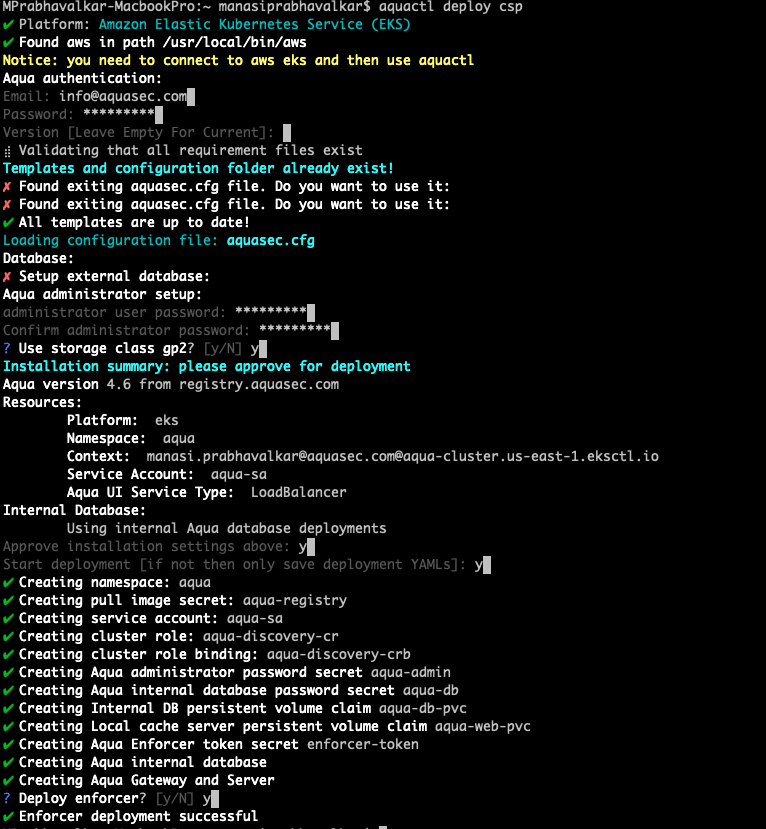 MPrabhavalkar-MacbookPro:~ manasiprabhavalkar$ aquactl deploy csp
✔ Platform: Amazon Elastic Kubernetes Service (EKS)
✔ Found aws in path /usr/local/bin/aws
Notice: you need to connect to aws eks and then use aquactl
Aqua authentication:
Email: info@aquasec.com
Password: *********
Version [Leave Empty For Current]:
⣾ Validating that all requirement files exist
Templates and configuration folder already exist!
✗ Found exiting aquasec.cfg file. Do you want to use it:
✗ Found exiting aquasec.cfg file. Do you want to use it:
✔ All templates are up to date!
Loading configuration file: aquasec.cfg
Database:
✗ Setup external database:
Aqua administrator setup:
administrator user password: *********
Confirm administrator password: *********
? Use storage class gp2? [y/N] y
Installation summary: please approve for deployment
Aqua version 4.6 from registry.aquasec.com
Resources:
Platform: eks
Namespace: aqua
Context: manasi.prabhavalkar@aquasec.com@aqua-cluster.us-east-1.eksctl.io
Service Account: aqua-sa
Aqua UI Service Type: LoadBalancer
Internal Database:
Using internal Aqua database deployments
Approve installation settings above: y
Start deployment [if not then only save deployment YAMLs]: y
✔ Creating namespace: aqua
✔ Creating pull image secret: aqua-registry
✔ Creating service account: aqua-sa
✔ Creating cluster role: aqua-discovery-cr
✔ Creating cluster role binding: aqua-discovery-crb
✔ Creating Aqua administrator password secret aqua-admin
✔ Creating Aqua internal database password secret aqua-db
✔ Creating Internal DB persistent volume claim aqua-db-pvc
✔ Creating Local cache server persistent volume claim aqua-web-pvc
✔ Creating Aqua Enforcer token secret enforcer-token
✔ Creating Aqua internal database
✔ Creating Aqua Gateway and Server
? Deploy enforcer? [y/N] y
✔ Enforcer deployment successful